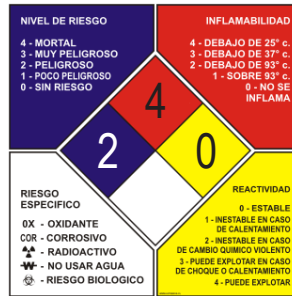 NIVEL DE RIESGO
4 - MORTAL
3 - MUY PELIGROSO
2 - PELIGROSO
1 - POCO PELIGROSO
0 - SIN RIESGO
INFLAMABILIDAD
4 - DEBAJO DE 25° c.
3 - DEBAJO DE 37° c.
2 - DEBAJO DE 93° c.
1 - SOBRE 93° c.
0 - NO SE
INFLAMA
4
2
0
RIESGO
ESPECIFICO
OX - OXIDANTE
COR - CORROSIVO
- RADIOACTIVO
W - NO USAR AGUA
- RIESGO BIOLOGICO
REACTIVIDAD
0 - ESTABLE
1 - INESTABLE EN CASO
DE CALENTAMIENTO
2 - INESTABLE EN CASO
DE CAMBIO QUIMICO VIOLENTO
3 - PUEDE EXPLOTAR EN CASO
DE CHOQUE O CALENTAMIENTO
4 - PUEDE EXPLOTAR